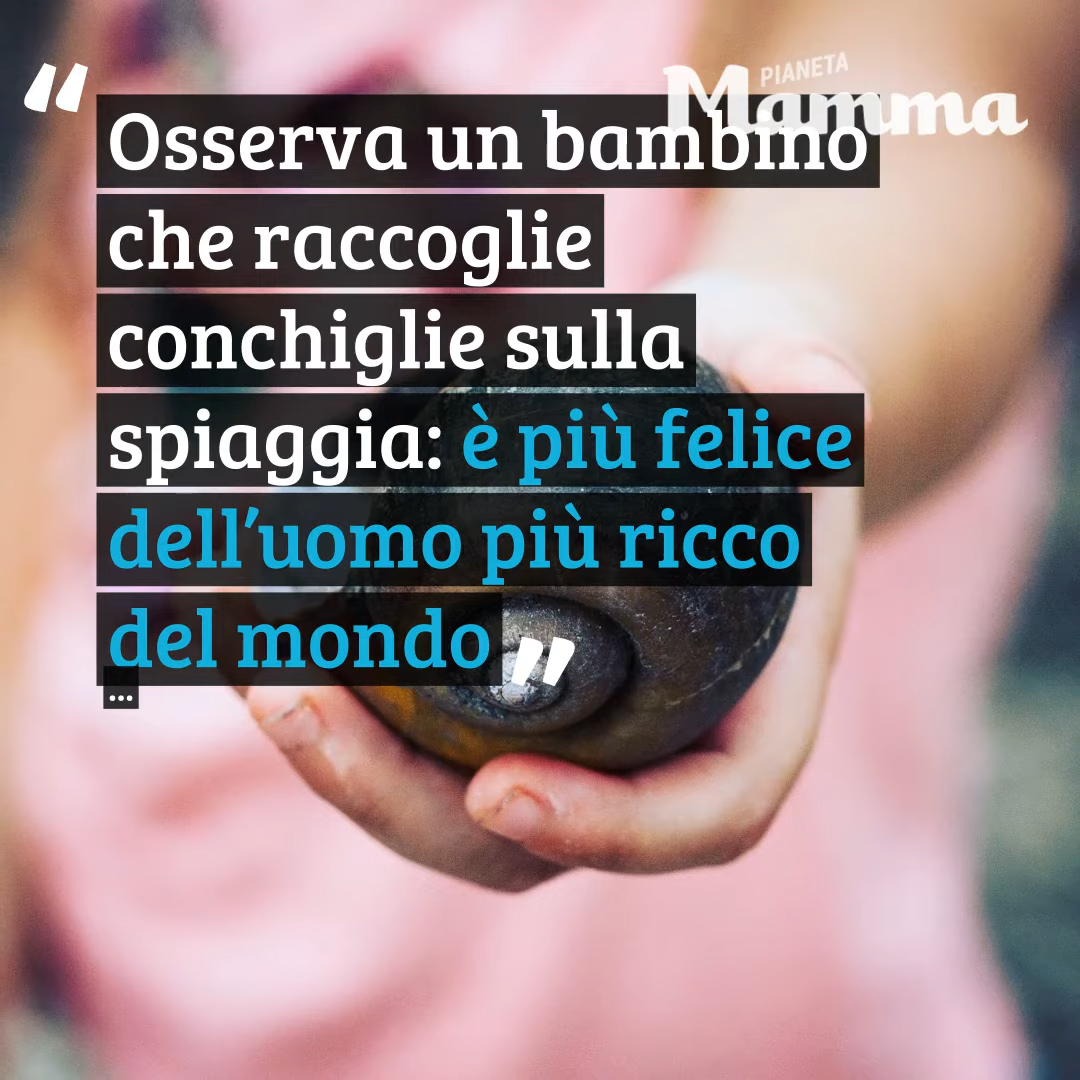 PIANETA
Mamma
“
Osserva un bambino
che raccoglie
conchiglie sulla
spiaggia: è più felice
dell’uomo più ricco
del mondo ”
...